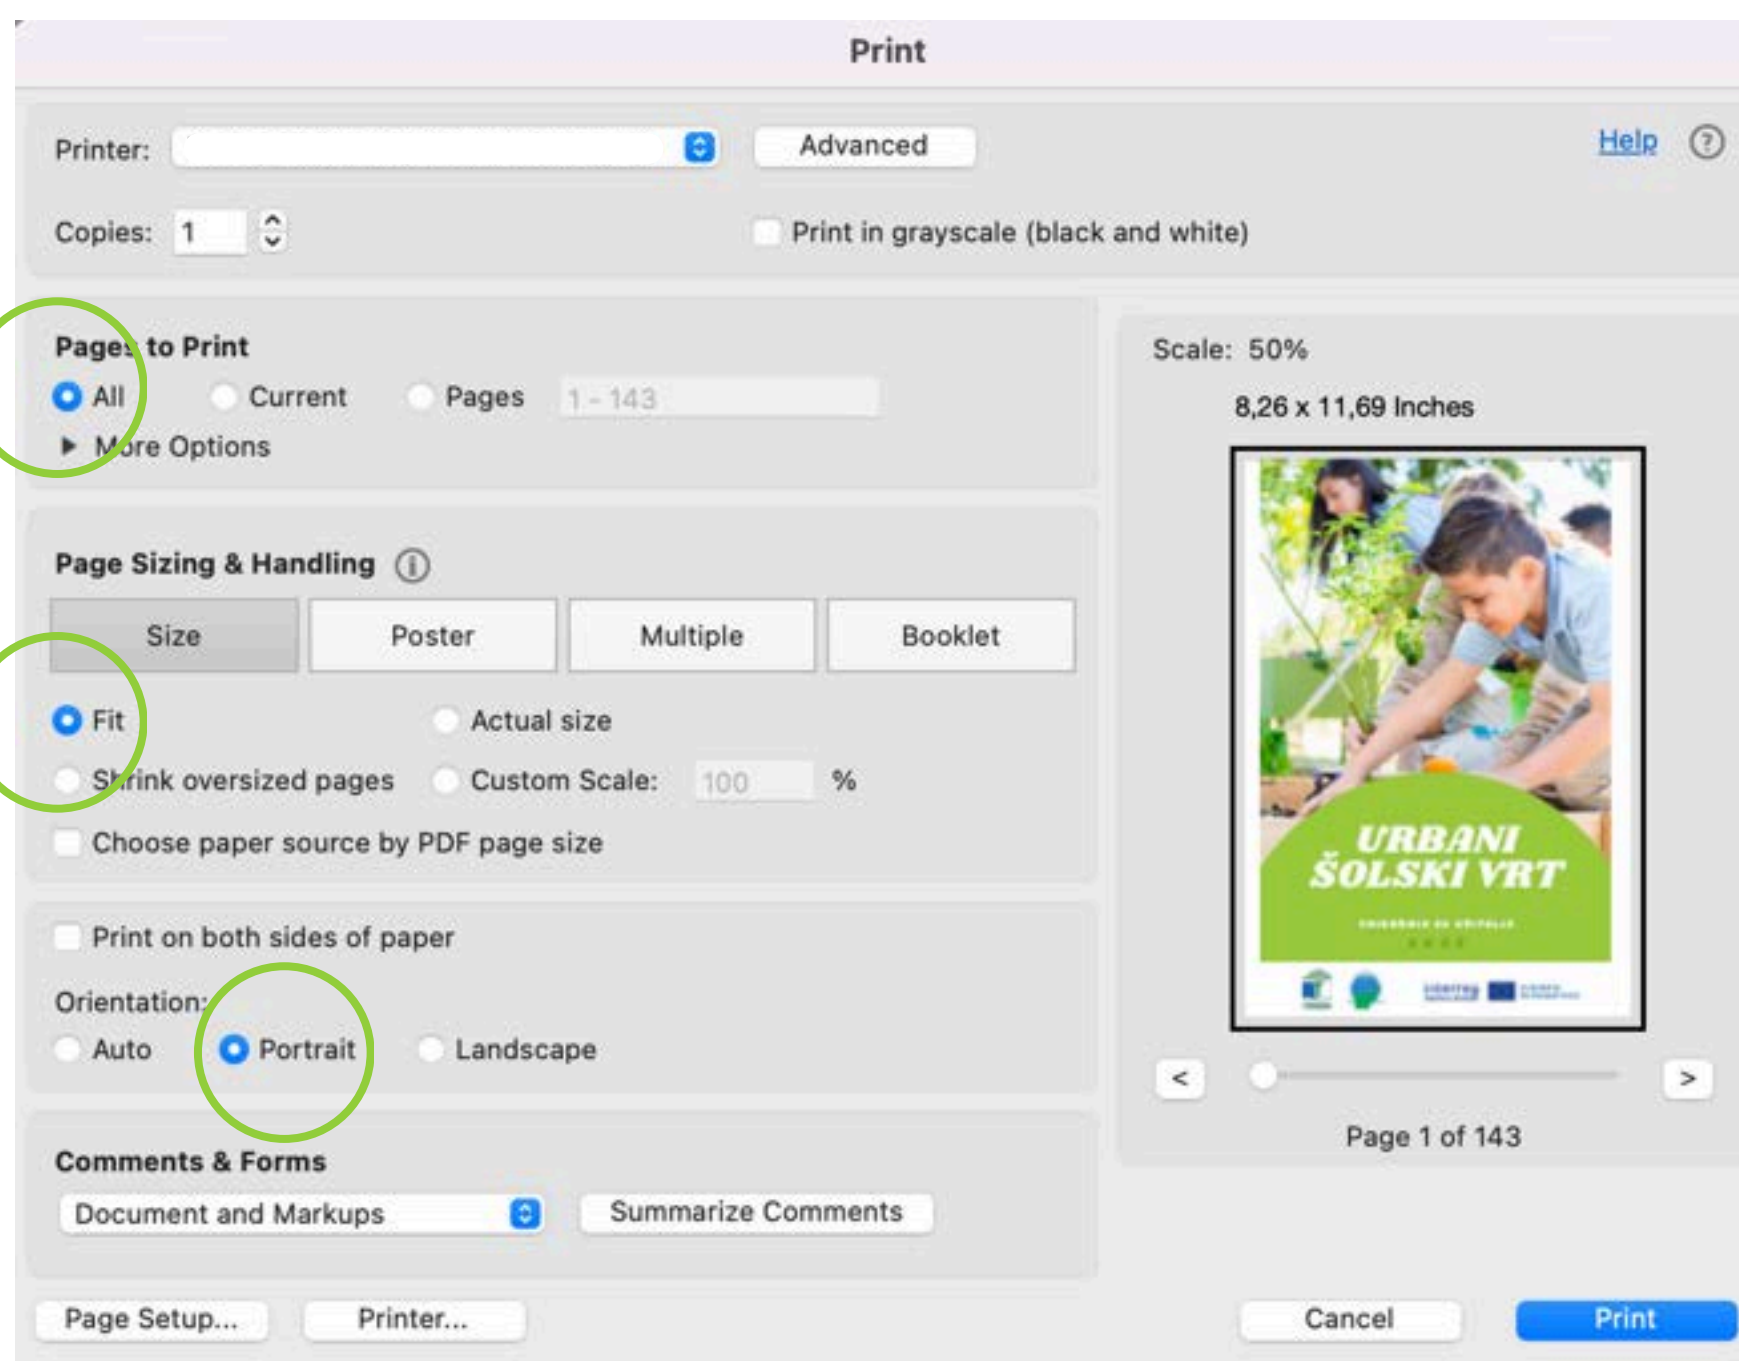 Print
Printer:
Advanced
Help ?
Copies: 1
Print in grayscale (black and white)
Pages to Print
All Current Pages 1 - 143
More Options
Page Sizing & Handling i
Size Poster Multiple Booklet
Fit Actual size
Shrink oversized pages Custom Scale: 100 %
Choose paper source by PDF page size
Print on both sides of paper
Orientation:
Auto Portrait Landscape
Comments & Forms
Document and Markups Summarize Comments
Page Setup... Printer...
Scale: 50%
8,26 x 11,69 Inches
URBANI
ŠOLSKI VRT
Interreg
< >
Page 1 of 143
Cancel Print